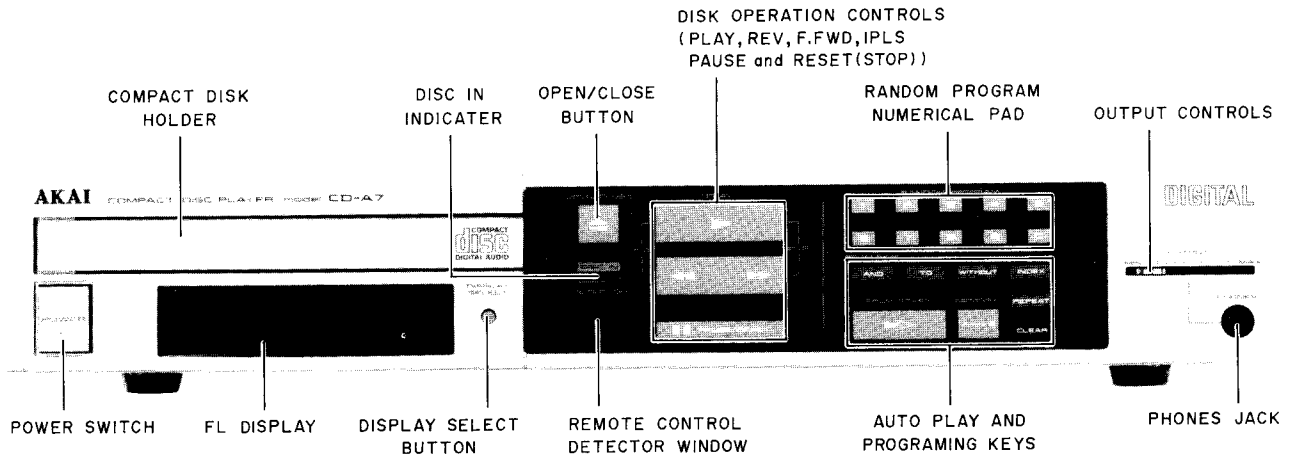 DISK OPERATION CONTROLS
(PLAY, REV, F.FWD, IPLS
PAUSE and RESET(STOP))
COMPACT DISK
HOLDER
DISC IN
INDICATER
OPEN/CLOSE
BUTTON
RANDOM PROGRAM
NUMERICAL PAD
OUTPUT CONTROLS
AKAI COMPACT DISC PLAYER model CD-A7
DIGITAL
COMPACT
disc
DIGITAL AUDIO
DISPLAY
SELECT
AND TO WITHOUT INDEX
REPEAT
CLEAR
POWER
POWER SWITCH
FL DISPLAY
DISPLAY SELECT
BUTTON
REMOTE CONTROL
DETECTOR WINDOW
AUTO PLAY AND
PROGRAMING KEYS
PHONES JACK